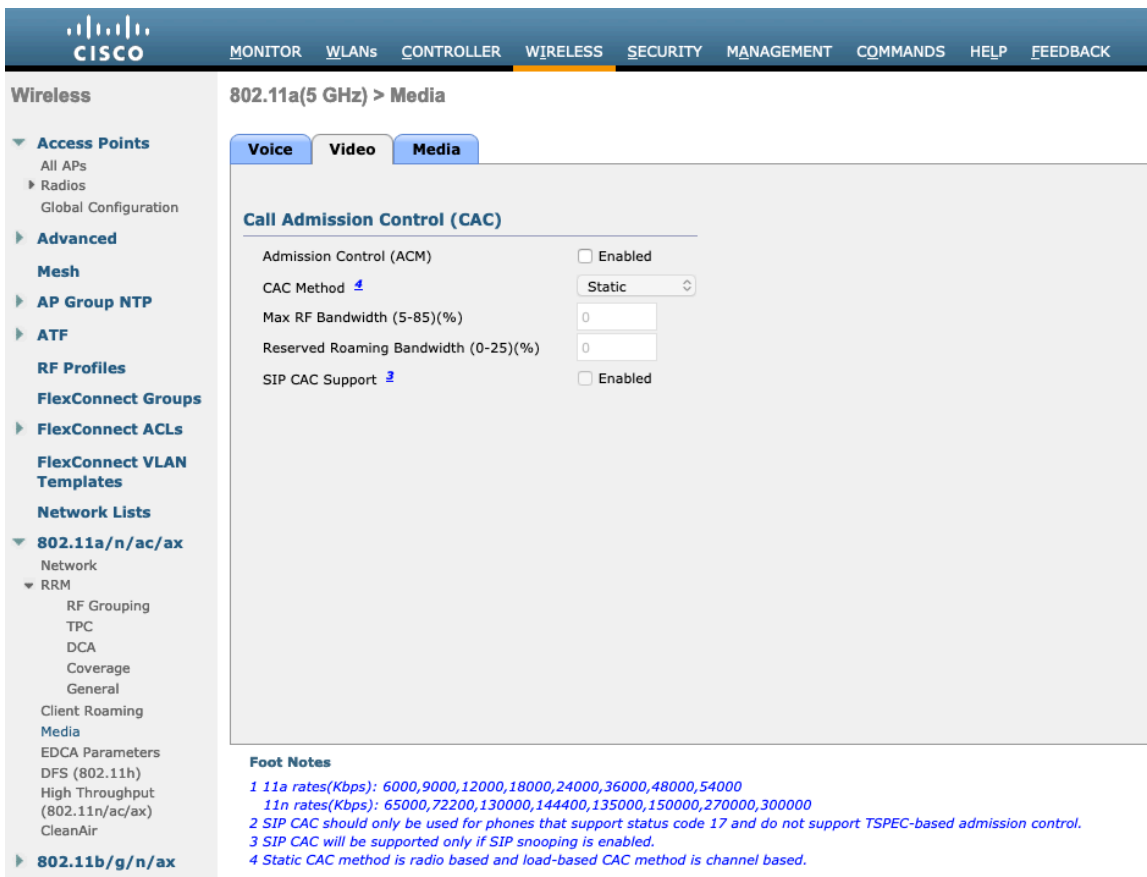 CISCO
MONITOR WLANs CONTROLLER WIRELESS SECURITY MANAGEMENT COMMANDS HELP FEEDBACK
Wireless
Access Points
All APs
Radios
Global Configuration
Advanced
Mesh
AP Group NTP
ATF
RF Profiles
FlexConnect Groups
FlexConnect ACLs
FlexConnect VLAN
Templates
Network Lists
802.11a/n/ac/ax
Network
RRM
RF Grouping
TPC
DCA
Coverage
General
Client Roaming
Media
EDCA Parameters
DFS (802.11h)
High Throughput
(802.11n/ac/ax)
CleanAir
802.11b/g/n/ax
802.11a(5 GHz) > Media
Voice Video Media
Call Admission Control (CAC)
Admission Control (ACM) Enabled
CAC Method 4 Static
Max RF Bandwidth (5-85)(%) 0
Reserved Roaming Bandwidth (0-25)(%) 0
SIP CAC Support 3 Enabled
Foot Notes
1 11a rates(Kbps): 6000,9000,12000,18000,24000,36000,48000,54000
11n rates(Kbps): 65000,72200,130000,144400,135000,150000,270000,300000
2 SIP CAC should only be used for phones that support status code 17 and do not support TSPEC-based admission control.
3 SIP CAC will be supported only if SIP snooping is enabled.
4 Static CAC method is radio based and load-based CAC method is channel based.